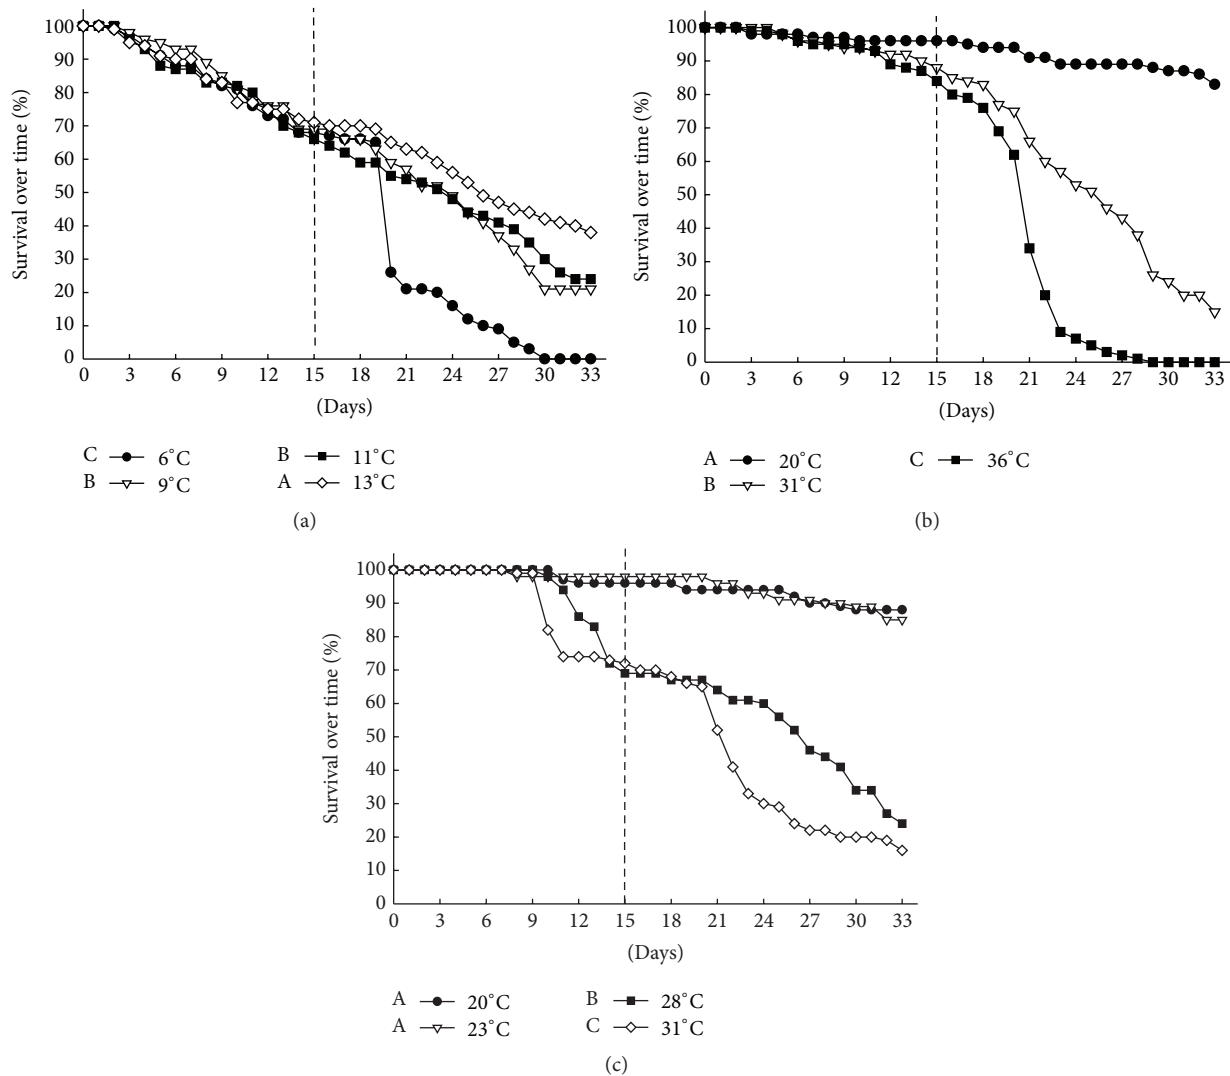 100
90
80
70
60
50
40
30
20
10
0
Survival over time (%)
0 3 6 9 12 15 18 21 24 27 30 33
(Days)
C 6°C B 11°C
B 9°C A 13°C
(a)
100
90
80
70
60
50
40
30
20
10
0
Survival over time (%)
0 3 6 9 12 15 18 21 24 27 30 33
(Days)
A 20°C C 36°C
B 31°C
(b)
100
90
80
70
60
50
40
30
20
10
0
Survival over time (%)
0 3 6 9 12 15 18 21 24 27 30 33
(Days)
A 20°C B 28°C
A 23°C C 31°C
(c)